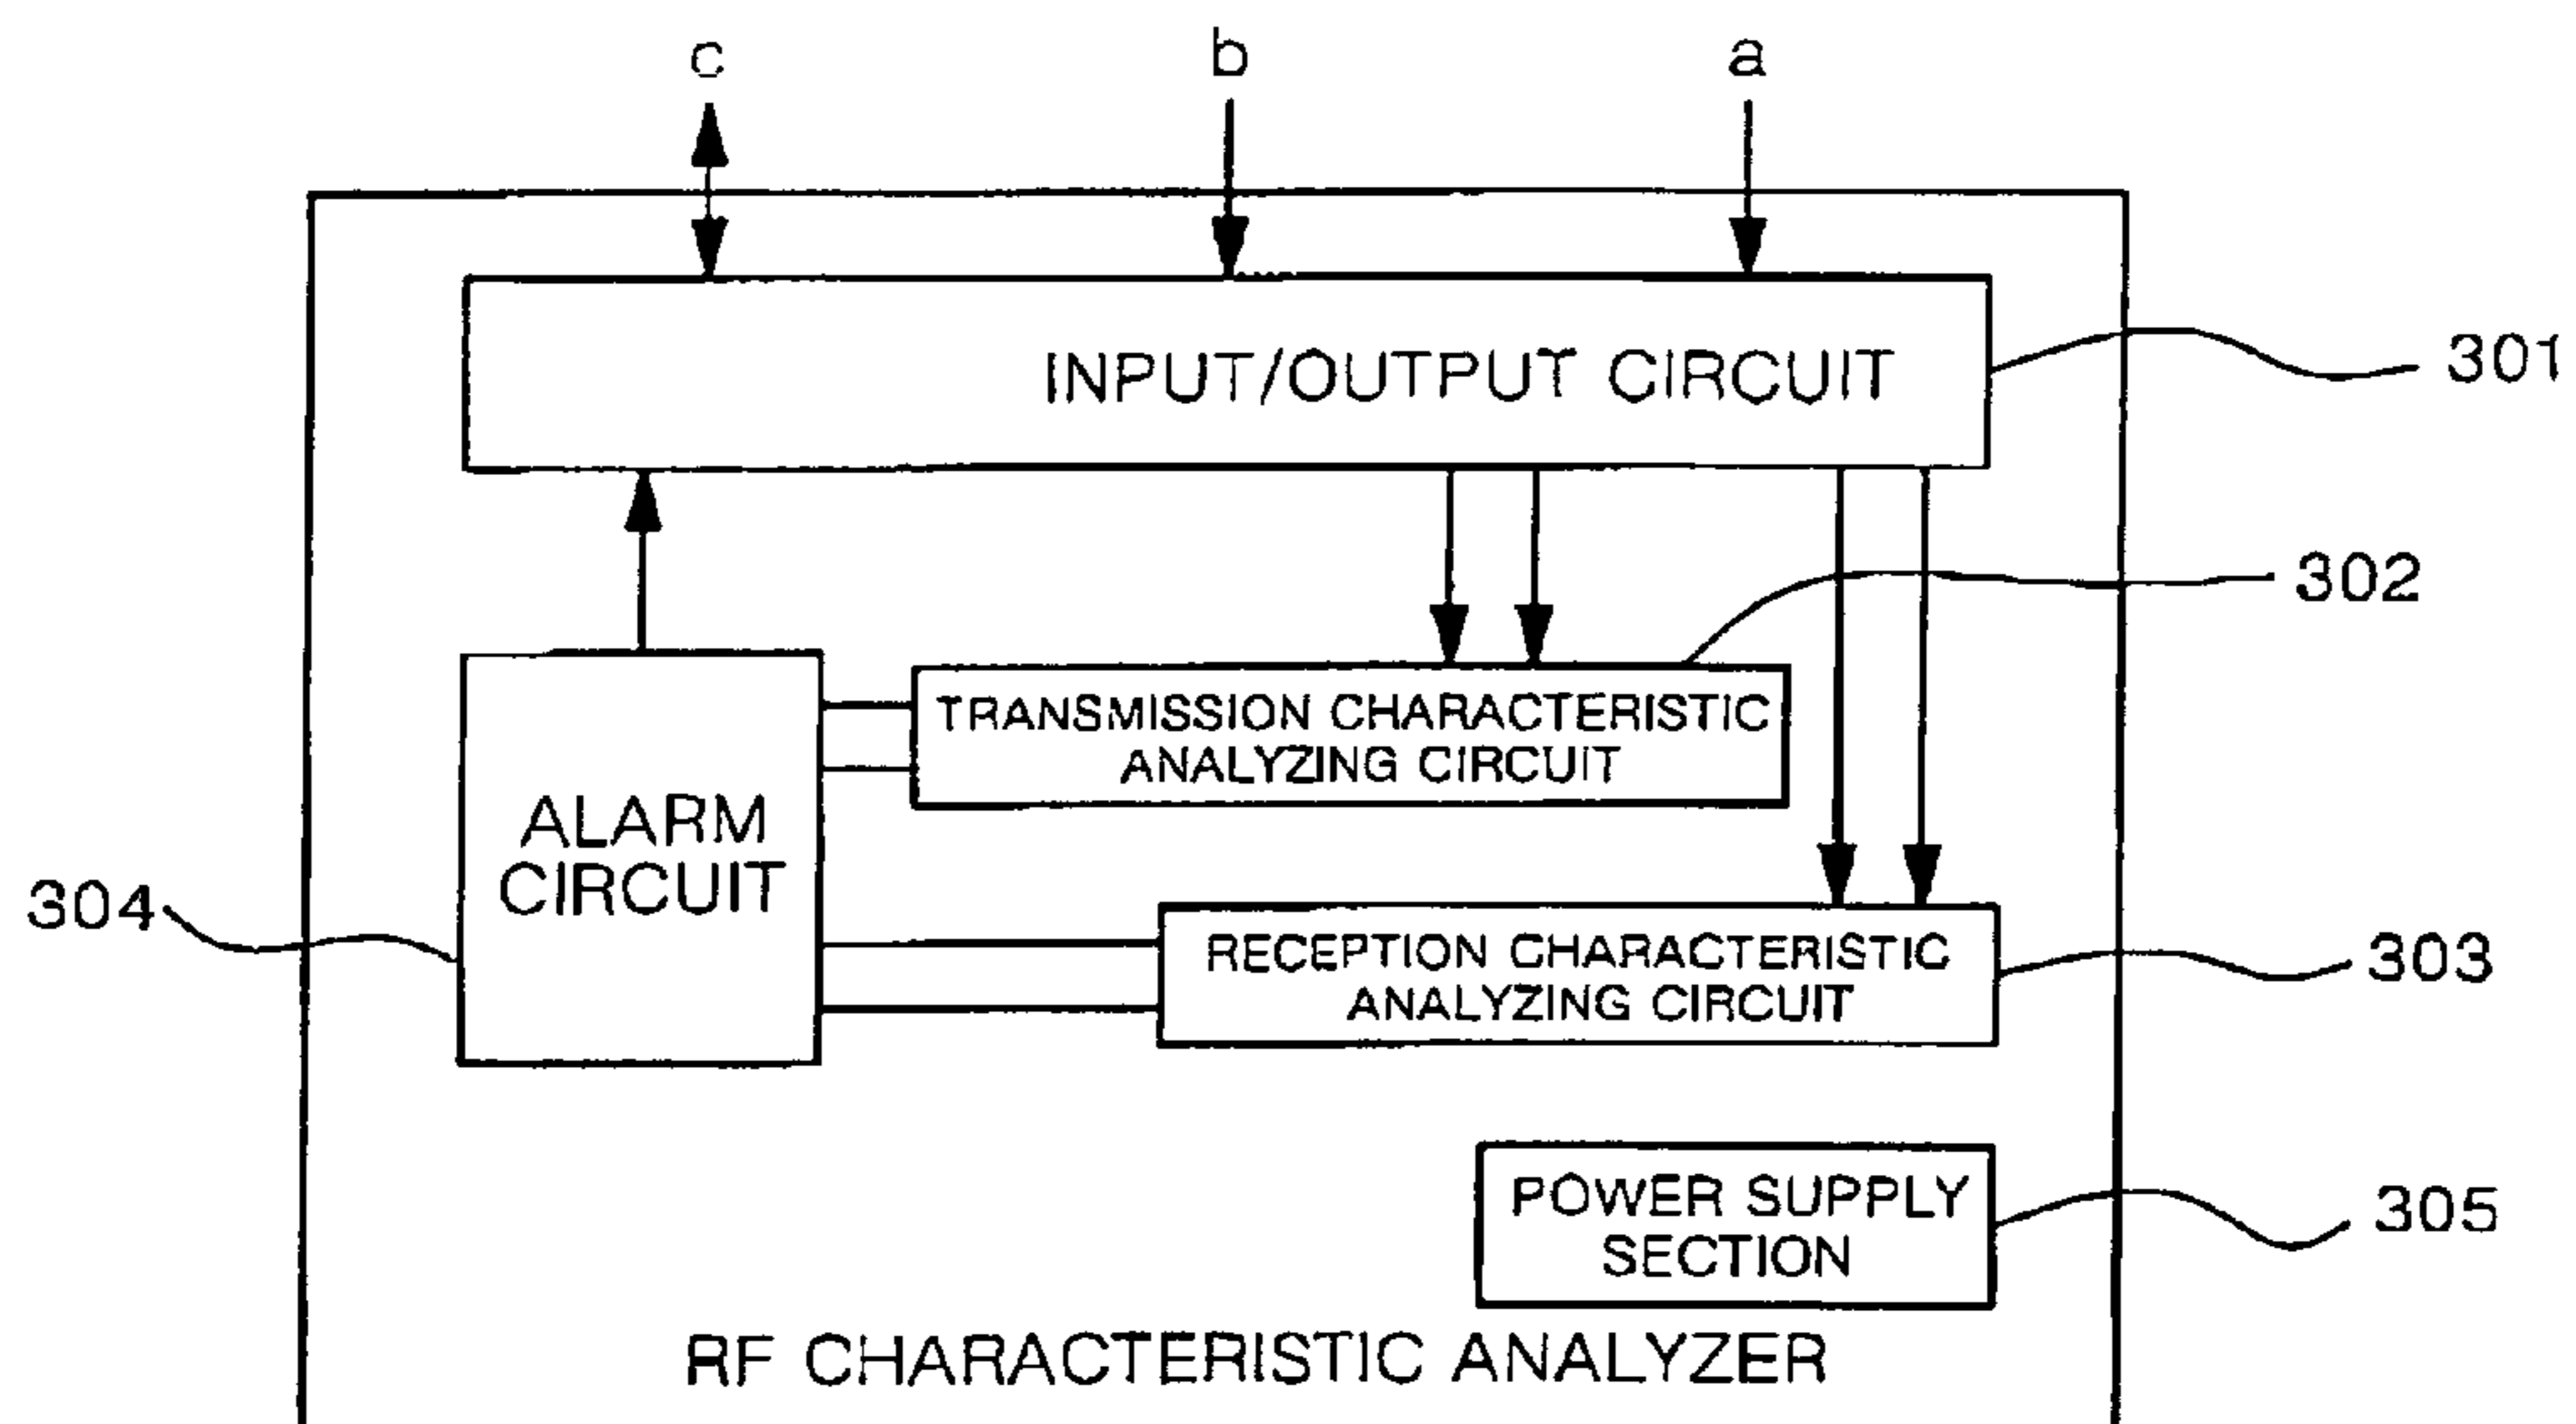 c
b
a
INPUT/OUTPUT CIRCUIT
301
302
TRANSMISSION CHARACTERISTIC
ANALYZING CIRCUIT
ALARM
CIRCUIT
304
RECEPTION CHARACTERISTIC
ANALYZING CIRCUIT
303
POWER SUPPLY
SECTION
305
RF CHARACTERISTIC ANALYZER